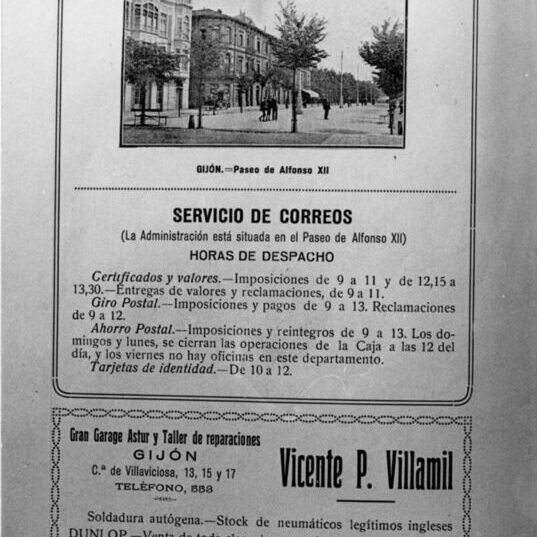 GIJÓN.=Paseo de Alfonso XII
SERVICIO DE CORREOS
(La Administración está situada en el Paseo de Alfonso XII)
HORAS DE DESPACHO
Certificados y valores.—Imposiciones de 9 a 11 y de 12,15 a
13,30.—Entregas de valores y reclamaciones, de 9 a 11.
Giro Postal.—Imposiciones y pagos de 9 a 13. Reclamaciones
de 9 a 12.
Ahorro Postal.—Imposiciones y reintegros de 9 a 13. Los do-
mingos y lunes, se cierran las operaciones de la Caja a las 12 del
día, y los viernes no hay oficinas en este departamento.
Tarjetas de identidad.—De 10 a 12.
Gran Garage Astur y Taller de reparaciones
GIJÓN
C.ª de Villaviciosa, 13, 15 y 17
TELÉFONO, 553
Vicente P. Villamil
Soldadura autógena.—Stock de neumáticos legítimos ingleses
DUNLOP.—Venta de toda